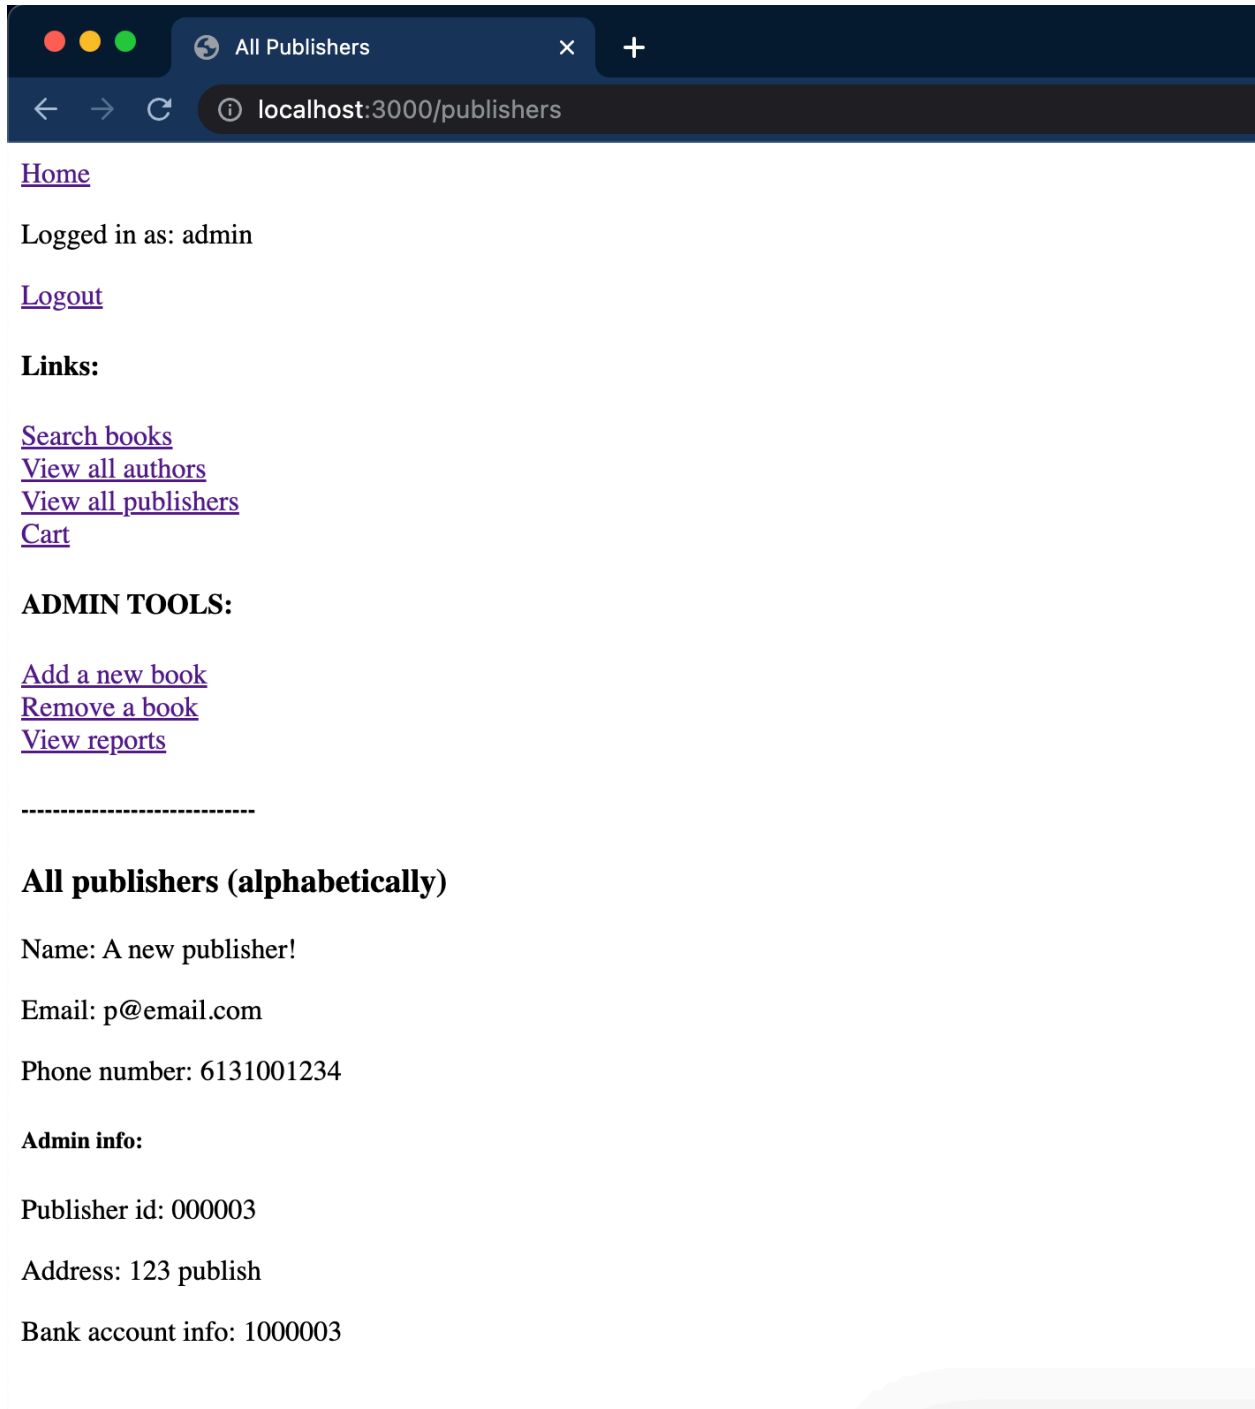 All Publishers
localhost:3000/publishers
Home
Logged in as: admin
Logout
Links:
Search books
View all authors
View all publishers
Cart
ADMIN TOOLS:
Add a new book
Remove a book
View reports
------------------------------
All publishers (alphabetically)
Name: A new publisher!
Email: p@email.com
Phone number: 6131001234
Admin info:
Publisher id: 000003
Address: 123 publish
Bank account info: 1000003